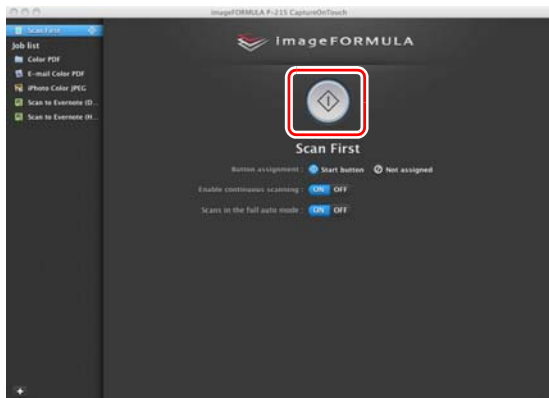 imageFORMULA P-215 CaptureOnTouch
Scan First
Job list
Color PDF
E-mail Color PDF
iPhoto Color JPEG
Scan to Evernote (D...
Scan to Evernote (H...
imageFORMULA
Scan First
Button assignment : Start button Not assigned
Enable continuous scanning : ON OFF
Scans in the full auto mode : ON OFF